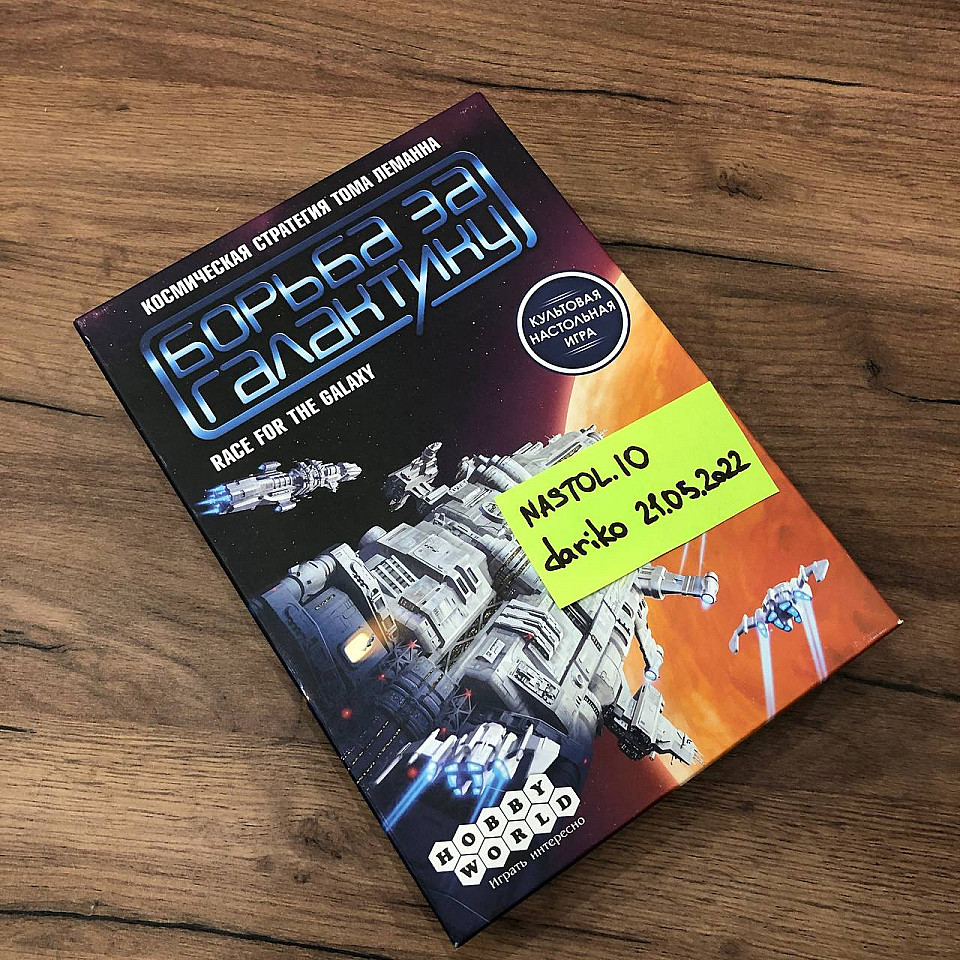 КОСМИЧЕСКАЯ СТРАТЕГИЯ ТОМА ЛЕМАННА
БОРЬБА ЗА
ГАЛАКТИКУ
RACE FOR THE GALAXY
КУЛЬТОВАЯ
НАСТОЛЬНАЯ
ИГРА
NASTOL.IO
dariko 21.05.2022
HOBBY
WORLD
Играть интересно